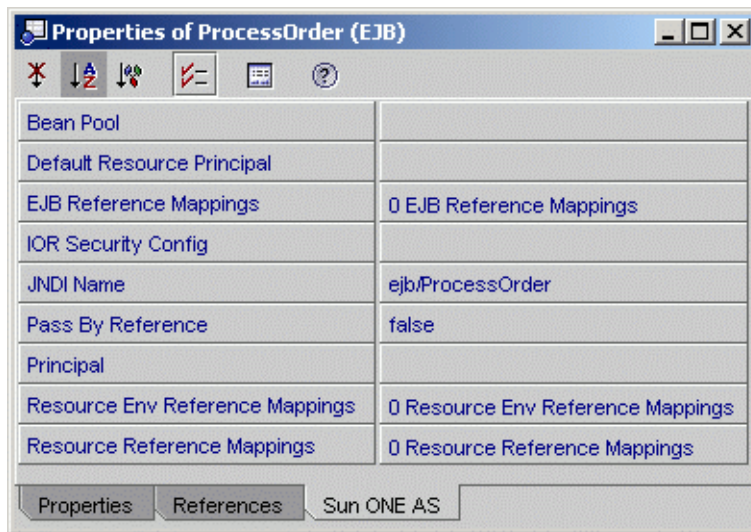 Properties of ProcessOrder (EJB)
Bean Pool
Default Resource Principal
EJB Reference Mappings 0 EJB Reference Mappings
IOR Security Config
JNDI Name ejb/ProcessOrder
Pass By Reference false
Principal
Resource Env Reference Mappings 0 Resource Env Reference Mappings
Resource Reference Mappings 0 Resource Reference Mappings
Properties References Sun ONE AS